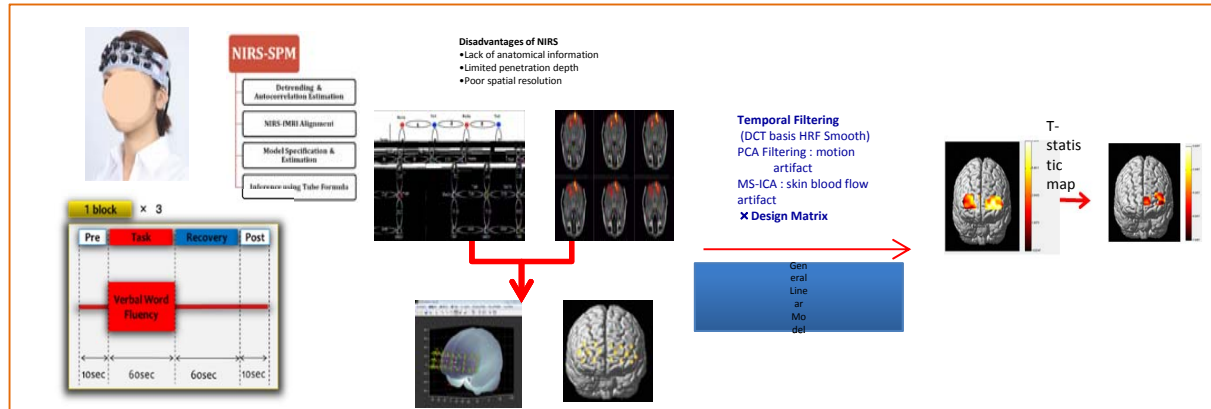 NIRS-SPM
Detrending &
Autocorrelation Estimation
NIRS-fMRI Alignment
Model Specification &
Estimation
Inference using Tube Formula
Disadvantages of NIRS
•Lack of anatomical information
•Limited penetration depth
•Poor spatial resolution
1 block × 3
Pre Task Recovery Post
Verbal Word
Fluency
10sec 60sec 60sec 10sec
Temporal Filtering
(DCT basis HRF Smooth)
PCA Filtering : motion
artifact
MS-ICA : skin blood flow
artifact
✕Design Matrix
Gen
eral
Line
ar
Mo
del
T-
statis
tic
map